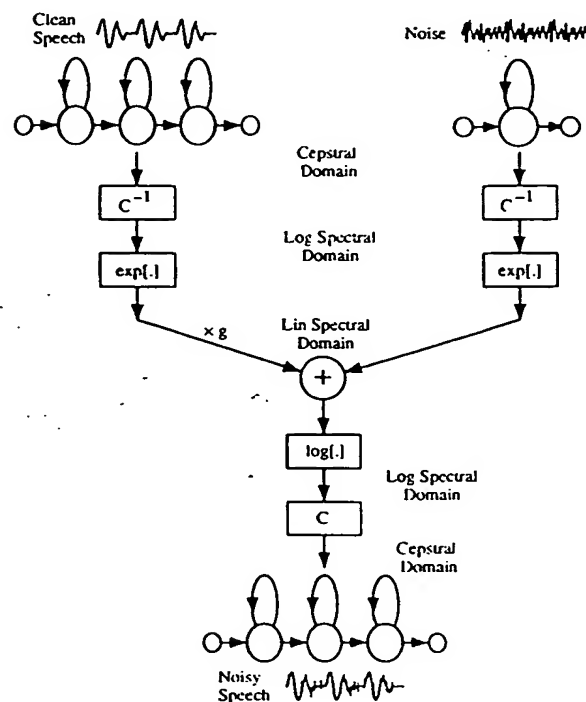 Clean
Speech
Noise
Cepstral
Domain
C⁻¹
C⁻¹
Log Spectral
Domain
exp[.]
exp[.]
× g
Lin Spectral
Domain
+
log[.]
Log Spectral
Domain
C
Cepstral
Domain
Noisy
Speech